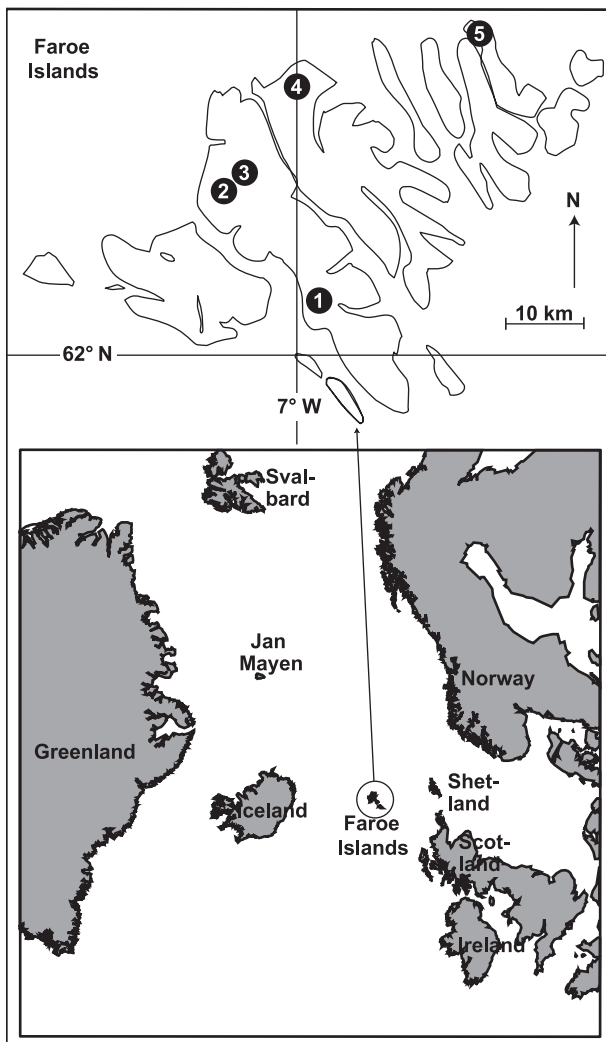 Faroe
Islands
5
4
3
2
N
1
10 km
62° N
7° W
Sval-
bard
Jan
Mayen
Norway
Greenland
Shet-
land
Iceland
Faroe
Islands
Scot-
land
Ireland